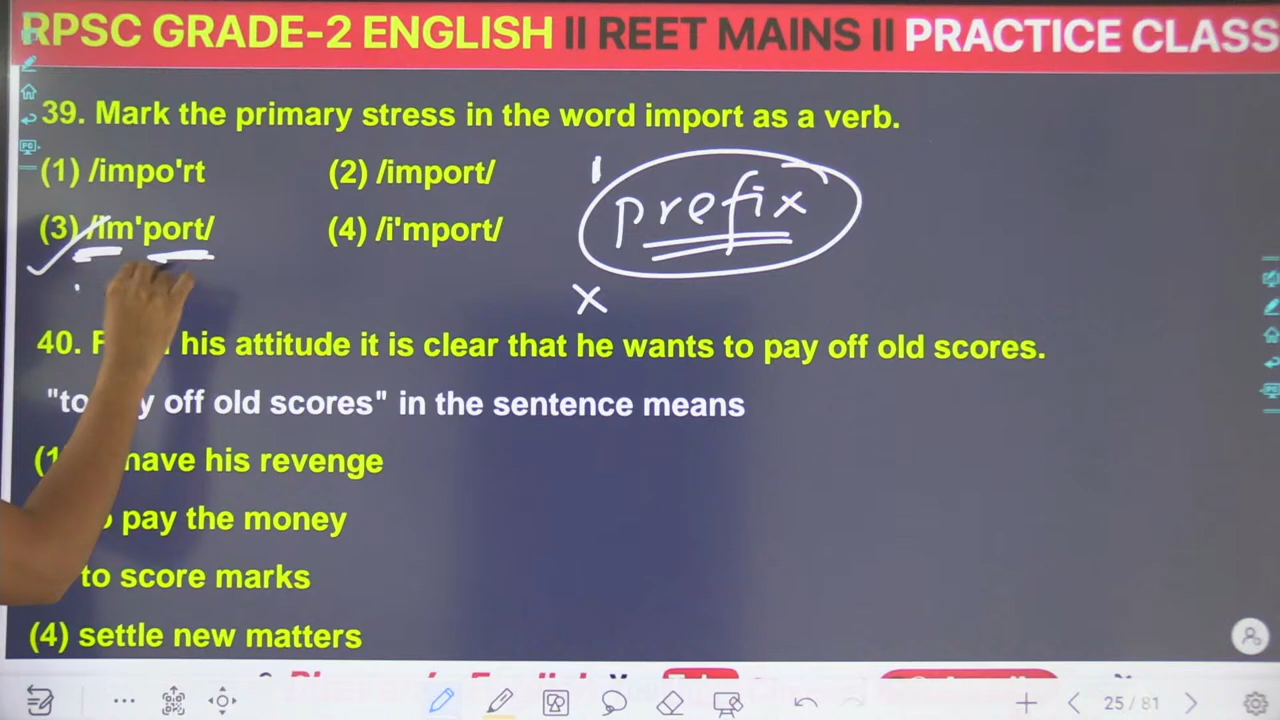 RPSC GRADE-2 ENGLISH II REET MAINS II PRACTICE CLASS
39. Mark the primary stress in the word import as a verb.
(1) /impo'rt (2) /import/
prefix
(3) /im'port/ (4) /i'mport/
x
40. his attitude it is clear that he wants to pay off old scores.
off old scores" in the sentence means
have his revenge
pay the money
to score marks
(4) settle new matters
25 / 81